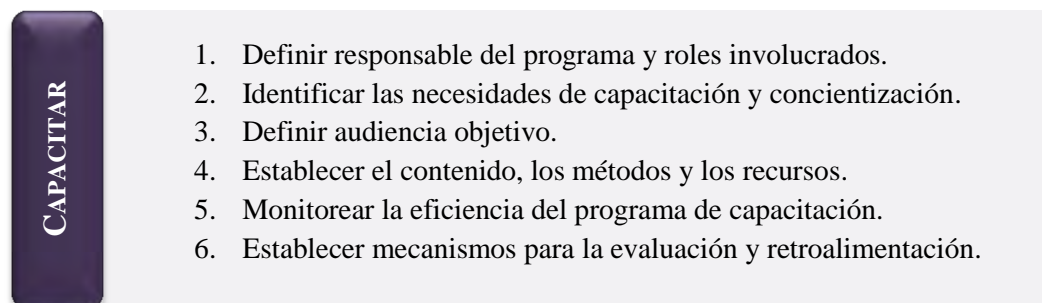 CAPACITAR
1. Definir responsable del programa y roles involucrados.
2. Identificar las necesidades de capacitación y concientización.
3. Definir audiencia objetivo.
4. Establecer el contenido, los métodos y los recursos.
5. Monitorear la eficiencia del programa de capacitación.
6. Establecer mecanismos para la evaluación y retroalimentación.